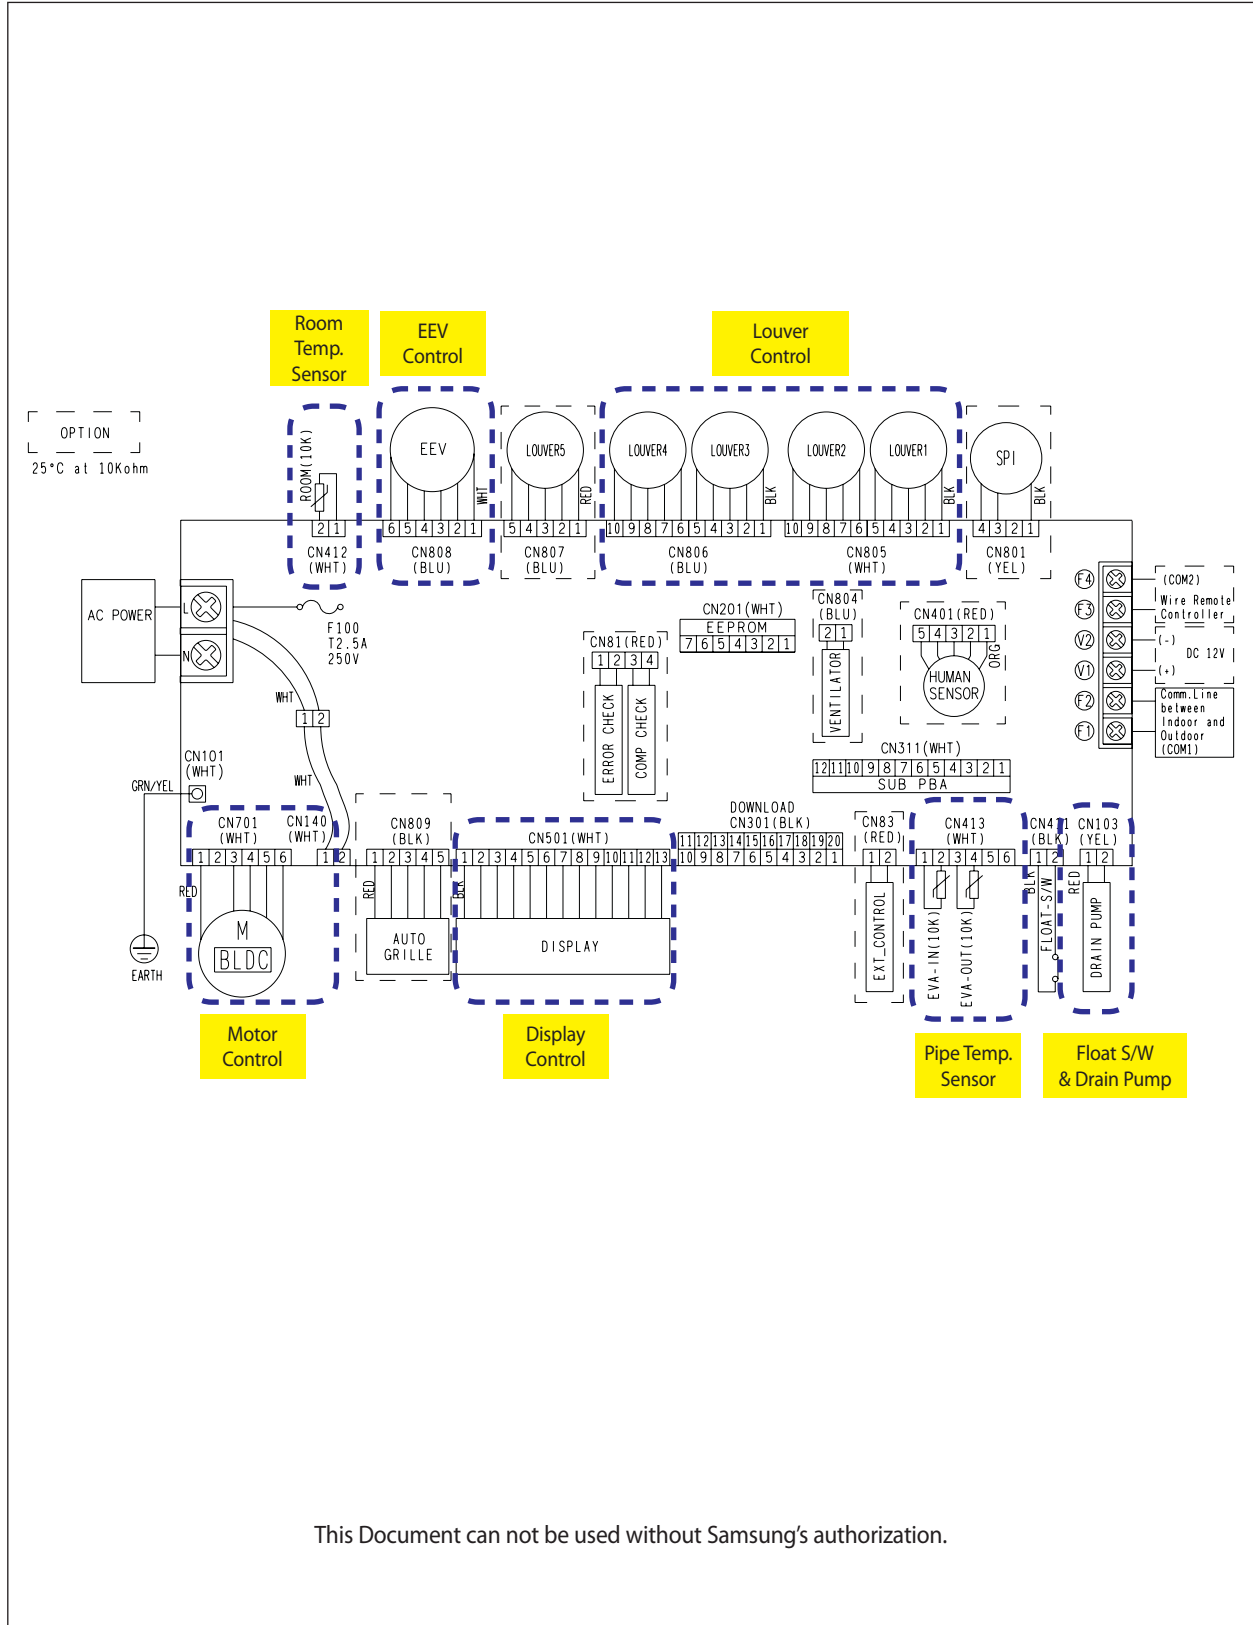 Room
Temp.
Sensor
EEV
Control
Louver
Control
OPTION
25°C at 10Kohm
ROOM(10K)
EEV
LOUVER5
LOUVER4
LOUVER3
LOUVER2
LOUVER1
SPI
WHT
RED
BLK
BLK
BLK
2 1
6 5 4 3 2 1
5 4 3 2 1
10 9 8 7 6 5 4 3 2 1
10 9 8 7 6 5 4 3 2 1
4 3 2 1
CN412
(WHT)
CN808
(BLU)
CN807
(BLU)
CN806
(BLU)
CN805
(WHT)
CN801
(YEL)
AC POWER
L
N
F100
T2.5A
250V
CN201(WHT)
EEPROM
7 6 5 4 3 2 1
CN804
(BLU)
2 1
VENTILATOR
CN401(RED)
5 4 3 2 1
ORG
HUMAN
SENSOR
F4
F3
V2
V1
F2
F1
(COM2)
Wire Remote
Controller
(-)
DC 12V
(+)
Comm.Line
between
Indoor and
Outdoor
(COM1)
CN81(RED)
1 2 3 4
ERROR CHECK
COMP CHECK
WHT
1 2
WHT
CN311(WHT)
12 11 10 9 8 7 6 5 4 3 2 1
SUB PBA
CN101
(WHT)
GRN/YEL
EARTH
CN701
(WHT)
1 2 3 4 5 6
RED
M
BLDC
CN140
(WHT)
1 2
CN809
(BLK)
1 2 3 4 5
RED
AUTO
GRILLE
CN501(WHT)
1 2 3 4 5 6 7 8 9 10 11 12 13
BLK
DISPLAY
DOWNLOAD
CN301(BLK)
11 12 13 14 15 16 17 18 19 20
10 9 8 7 6 5 4 3 2 1
CN83
(RED)
1 2
EXT_CONTROL
CN413
(WHT)
1 2 3 4 5 6
EVA-IN(10K)
EVA-OUT(10K)
(BLK)
1 2
BLK
FLOAT-S/W
CN103
(YEL)
1 2
RED
DRAIN PUMP
Motor
Control
Display
Control
Pipe Temp.
Sensor
Float S/W
& Drain Pump
This Document can not be used without Samsung's authorization.